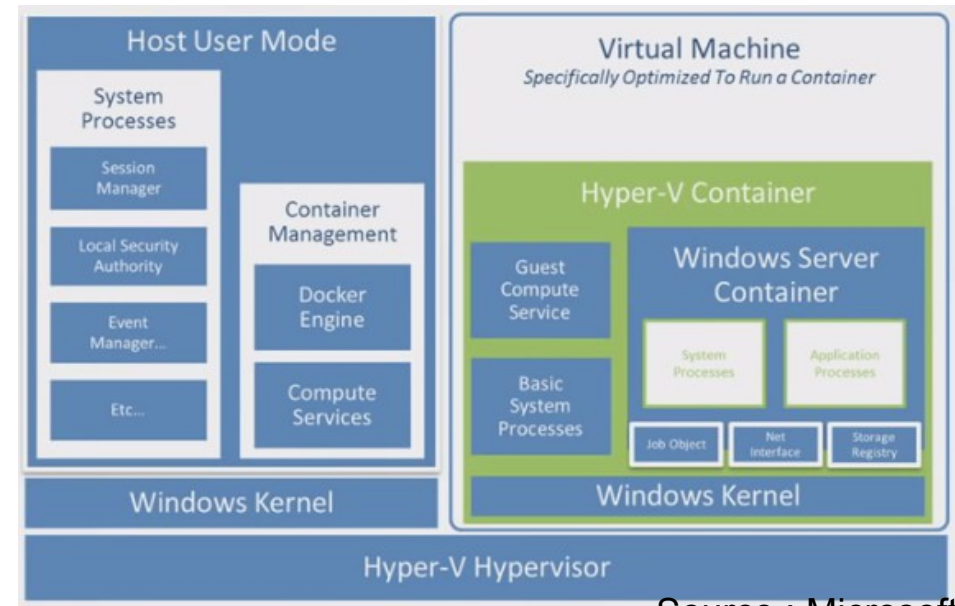 Host User Mode
System
Processes
Session
Manager
Local Security
Authority
Event
Manager...
Etc...
Container
Management
Docker
Engine
Compute
Services
Windows Kernel
Virtual Machine
Specifically Optimized To Run a Container
Hyper-V Container
Guest
Compute
Service
Basic
System
Processes
Windows Server
Container
System
Processes
Application
Processes
Job Object
Net
Interface
Storage
Registry
Windows Kernel
Hyper-V Hypervisor
Source : Microsoft